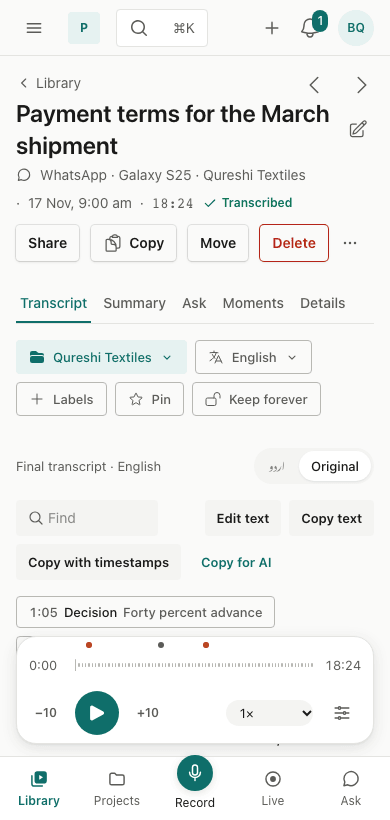 P
⌘K
1
BQ
Library
Payment terms for the March
shipment
WhatsApp · Galaxy S25 · Qureshi Textiles
· 17 Nov, 9:00 am · 18:24 Transcribed
Share Copy Move Delete ...
Transcript Summary Ask Moments Details
Qureshi Textiles English
Labels Pin Keep forever
Final transcript · English اردو Original
Find Edit text Copy text
Copy with timestamps Copy for AI
1:05 Decision Forty percent advance
0:00 18:24
−10 +10 1×
Library Projects Record Live Ask